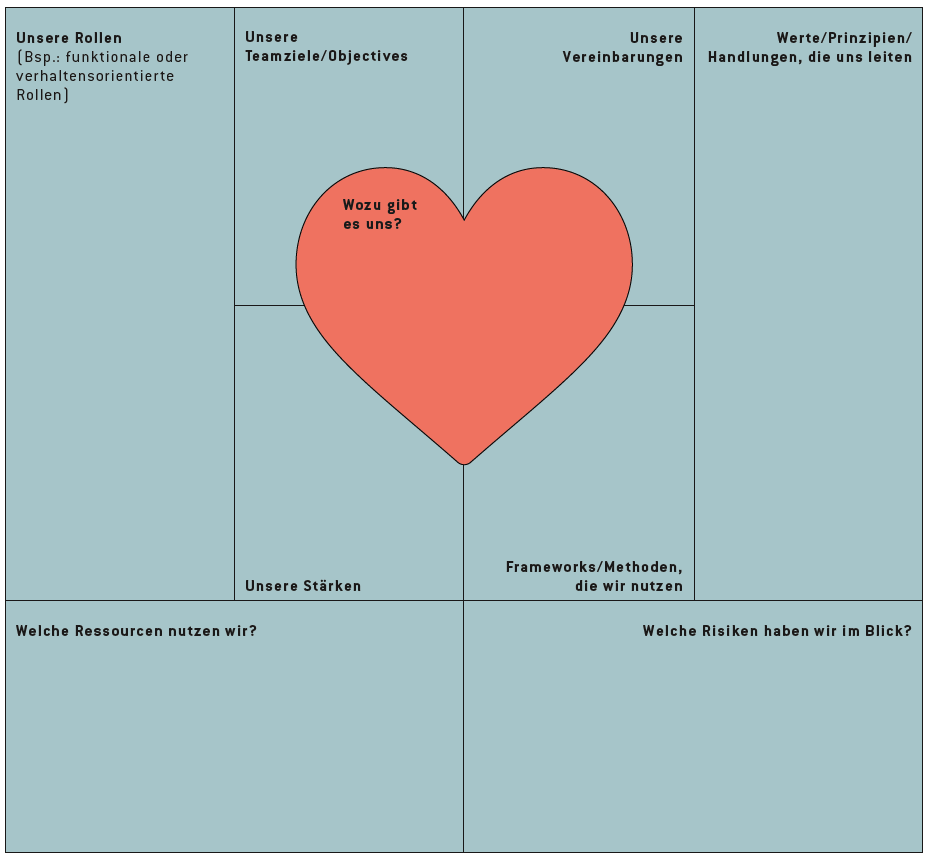 Unsere Rollen
(Bsp.: funktionale oder
verhaltensorientierte
Rollen)
Unsere
Teamziele/Objectives
Unsere
Vereinbarungen
Werte/Prinzipien/
Handlungen, die uns leiten
Wozu gibt
es uns?
Unsere Stärken
Frameworks/Methoden,
die wir nutzen
Welche Ressourcen nutzen wir?
Welche Risiken haben wir im Blick?